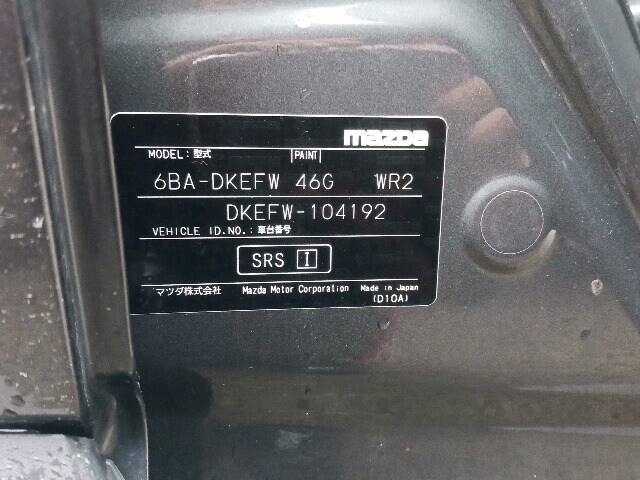 mazda
MODEL:型式 PAINT
6BA-DKEFW 46G WR2
DKEFW-104192
VEHICLE ID.NO.:車台番号
SRS I
マツダ株式会社 Mazda Motor Corporation Made in Japan
(D10A)